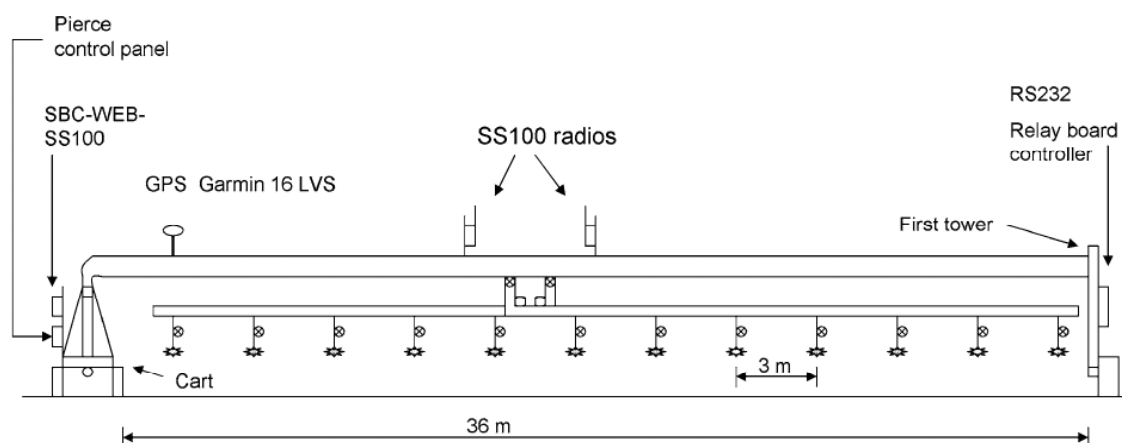 Pierce
control panel
SBC-WEB-
SS100
GPS Garmin 16 LVS
SS100 radios
First tower
RS232
Relay board
controller
Cart
3 m
36 m